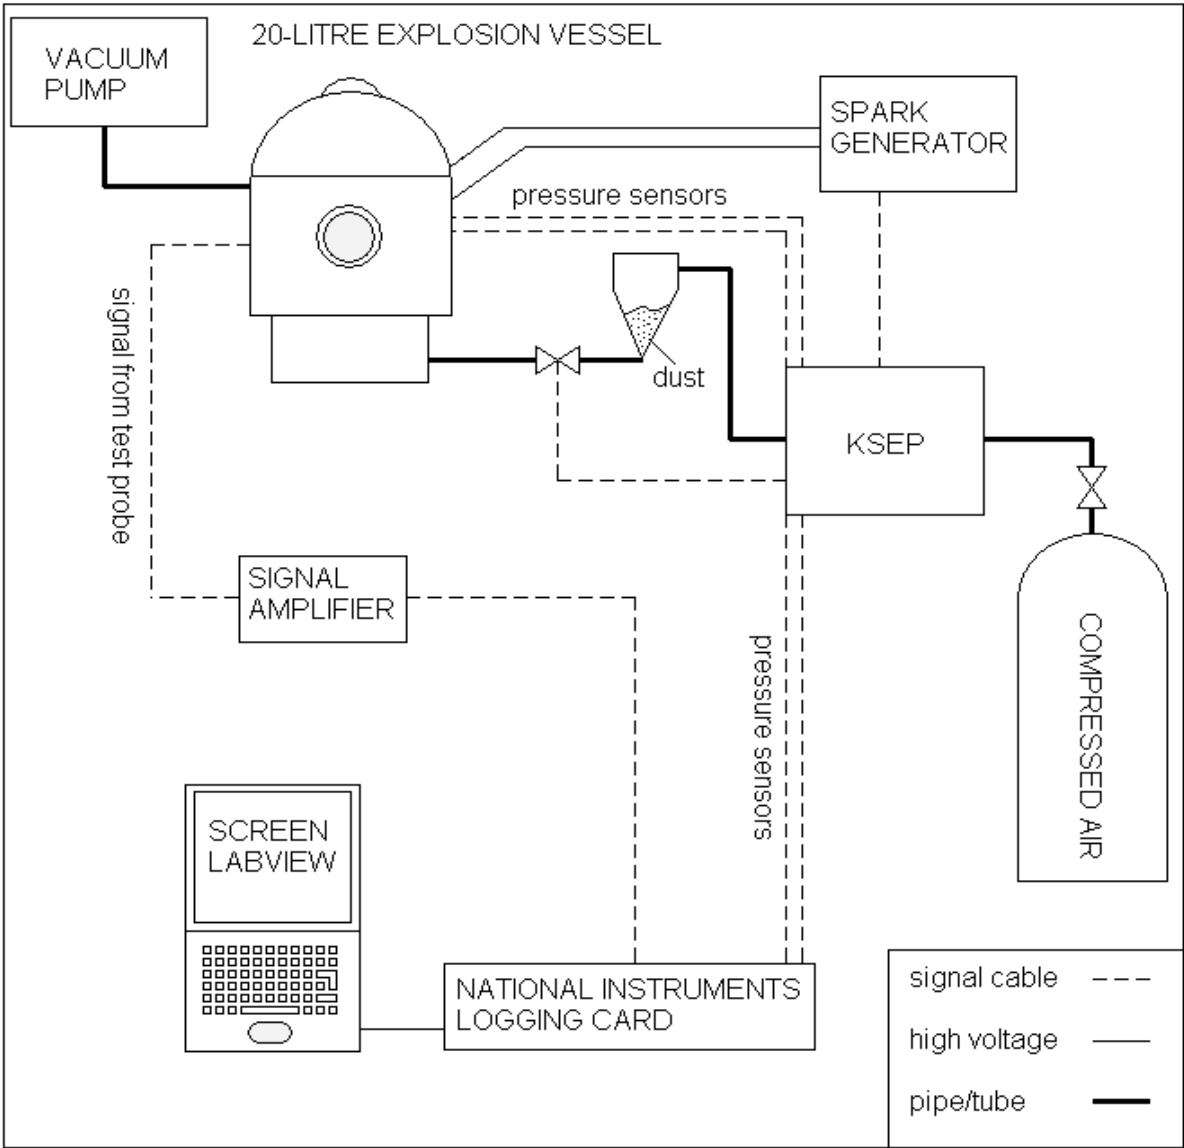 20-LITRE EXPLOSION VESSEL
VACUUM
PUMP
SPARK
GENERATOR
pressure sensors
signal from test probe
dust
KSEP
SIGNAL
AMPLIFIER
pressure sensors
COMPRESSED AIR
SCREEN
LABVIEW
NATIONAL INSTRUMENTS
LOGGING CARD
signal cable
high voltage
pipe/tube